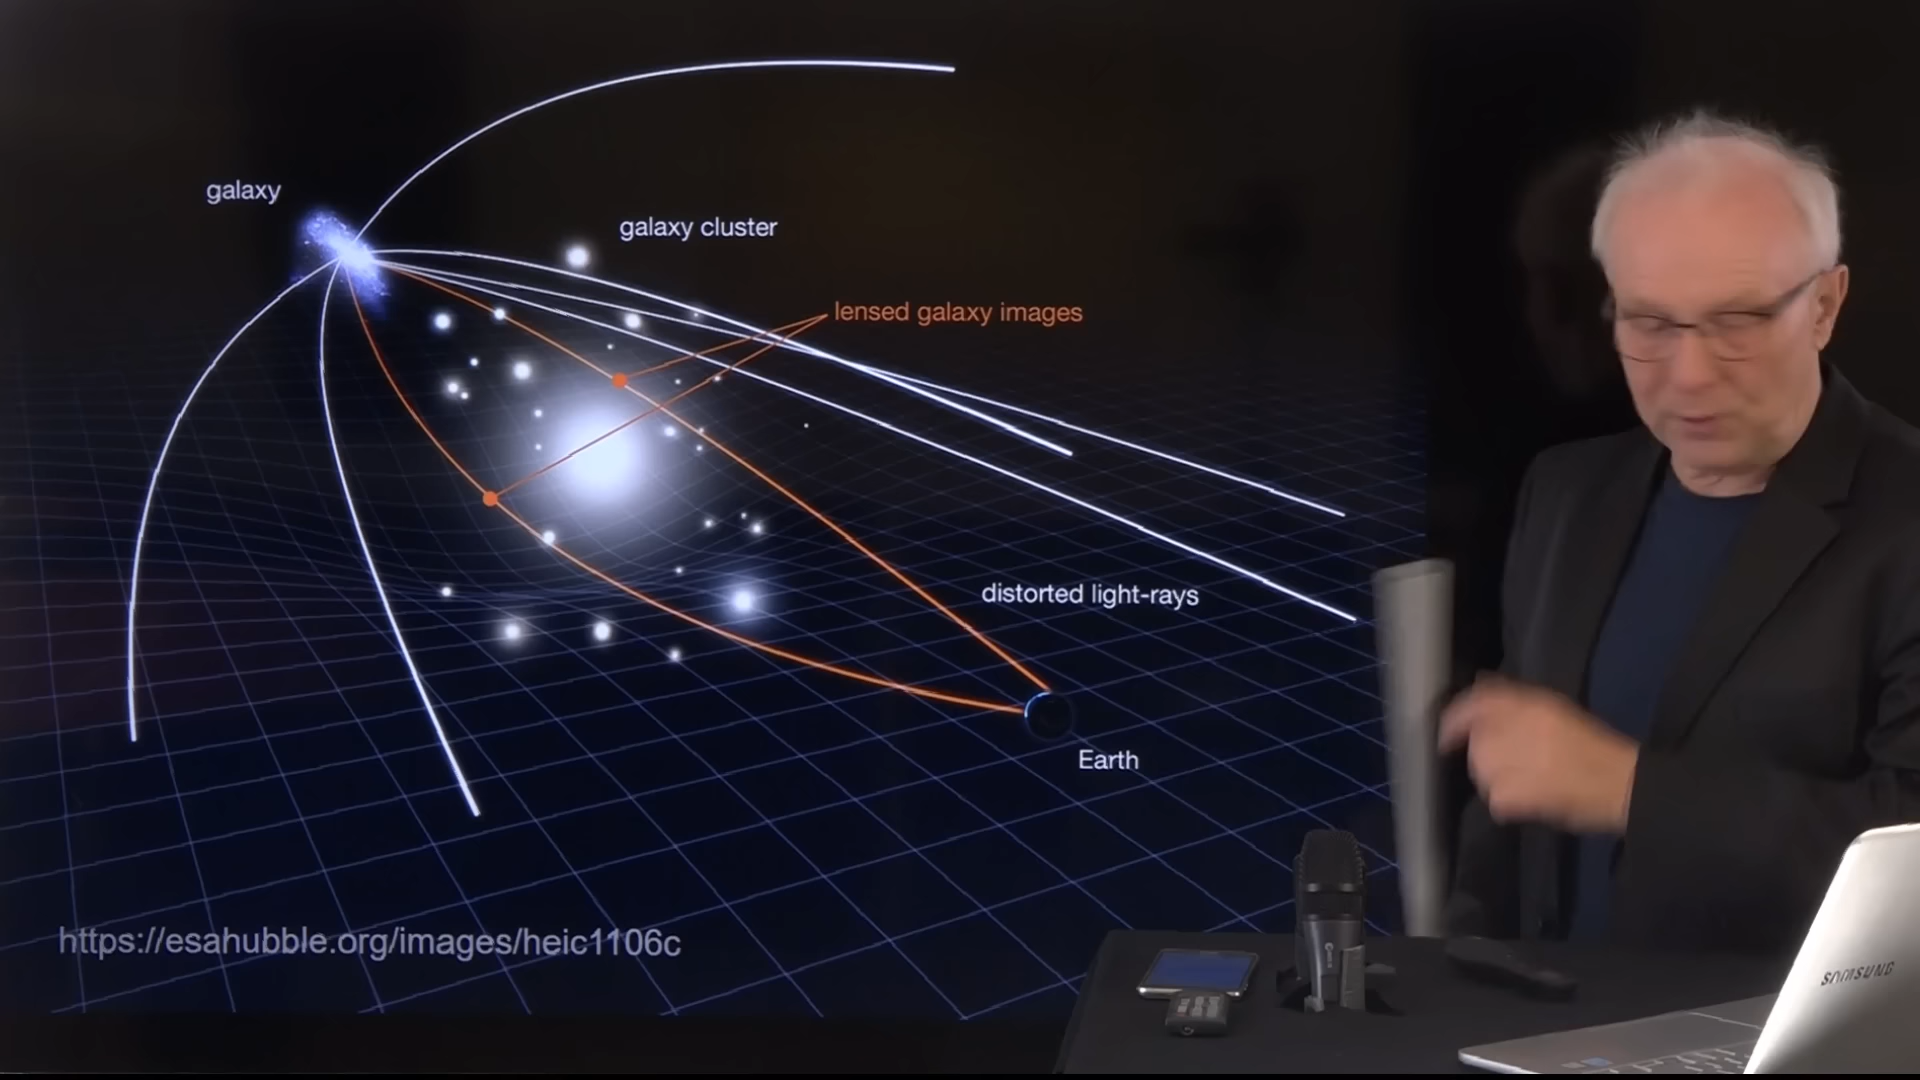 galaxy
galaxy cluster
lensed galaxy images
distorted light-rays
Earth
https://esahubble.org/images/heic1106c
SAMSUNG